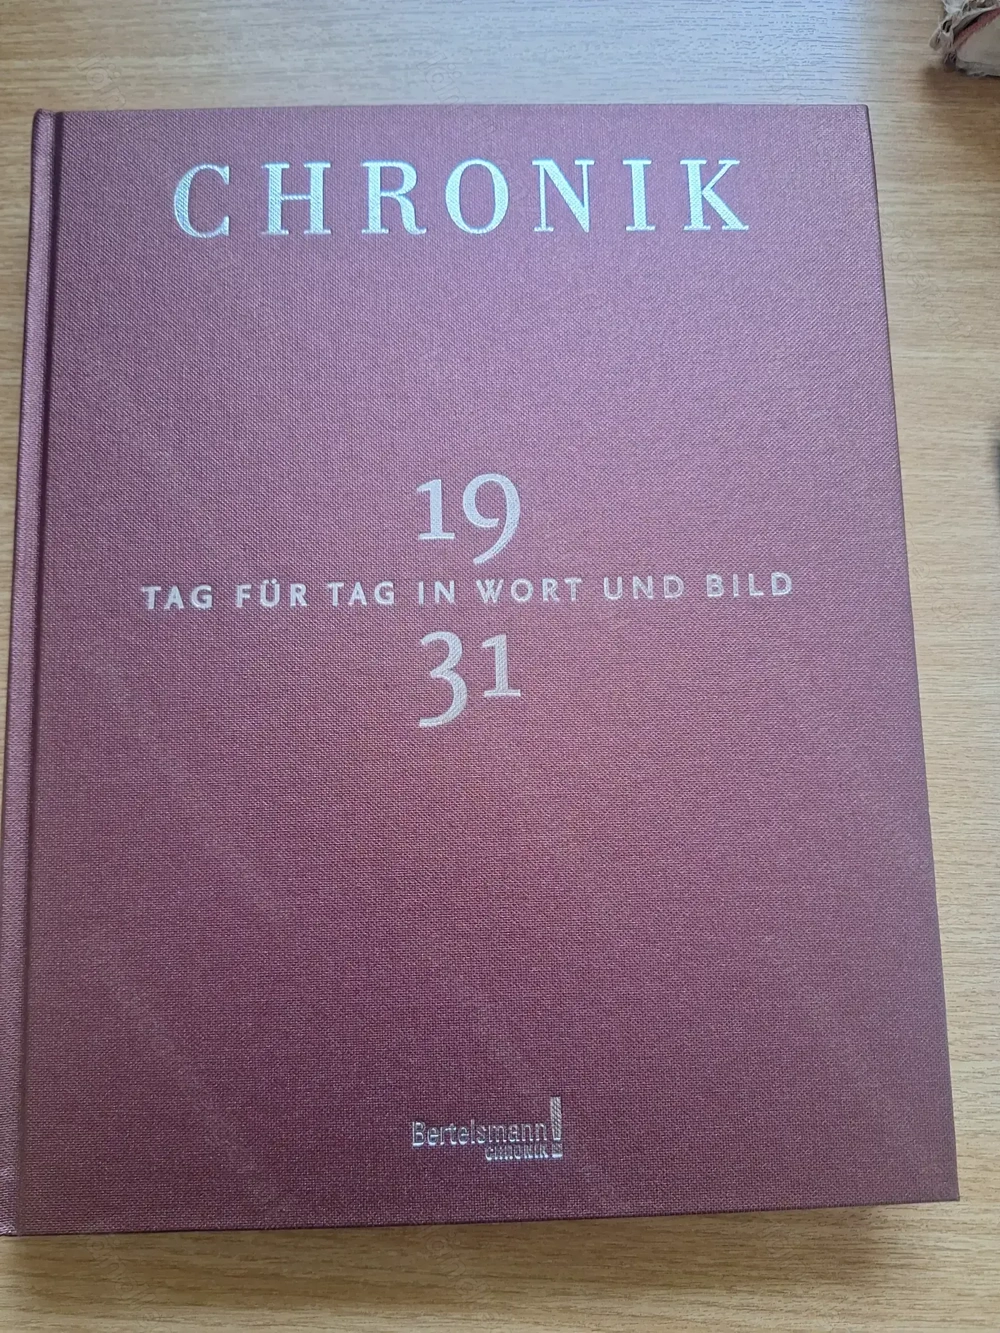 CHRONIK
19
TAG FÜR TAG IN WORT UND BILD
31
Bertelsmann
CHRONIK